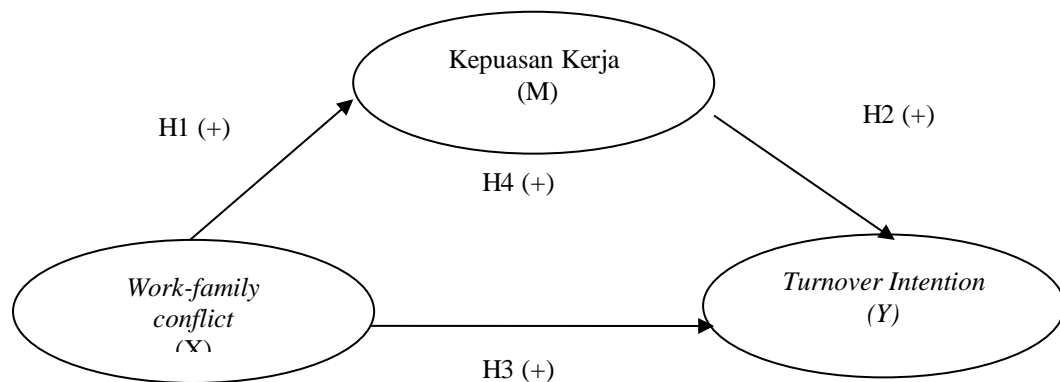 Kepuasan Kerja
(M)
H1 (+)
H2 (+)
H4 (+)
Work-family
conflict
(X)
Turnover Intention
(Y)
H3 (+)